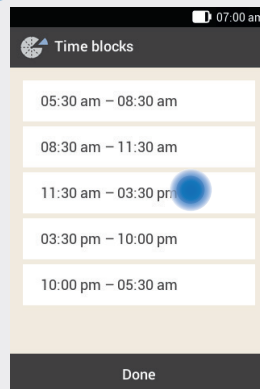 07:00 am
Time blocks
05:30 am – 08:30 am
08:30 am – 11:30 am
11:30 am – 03:30 pm
03:30 pm – 10:00 pm
10:00 pm – 05:30 am
Done